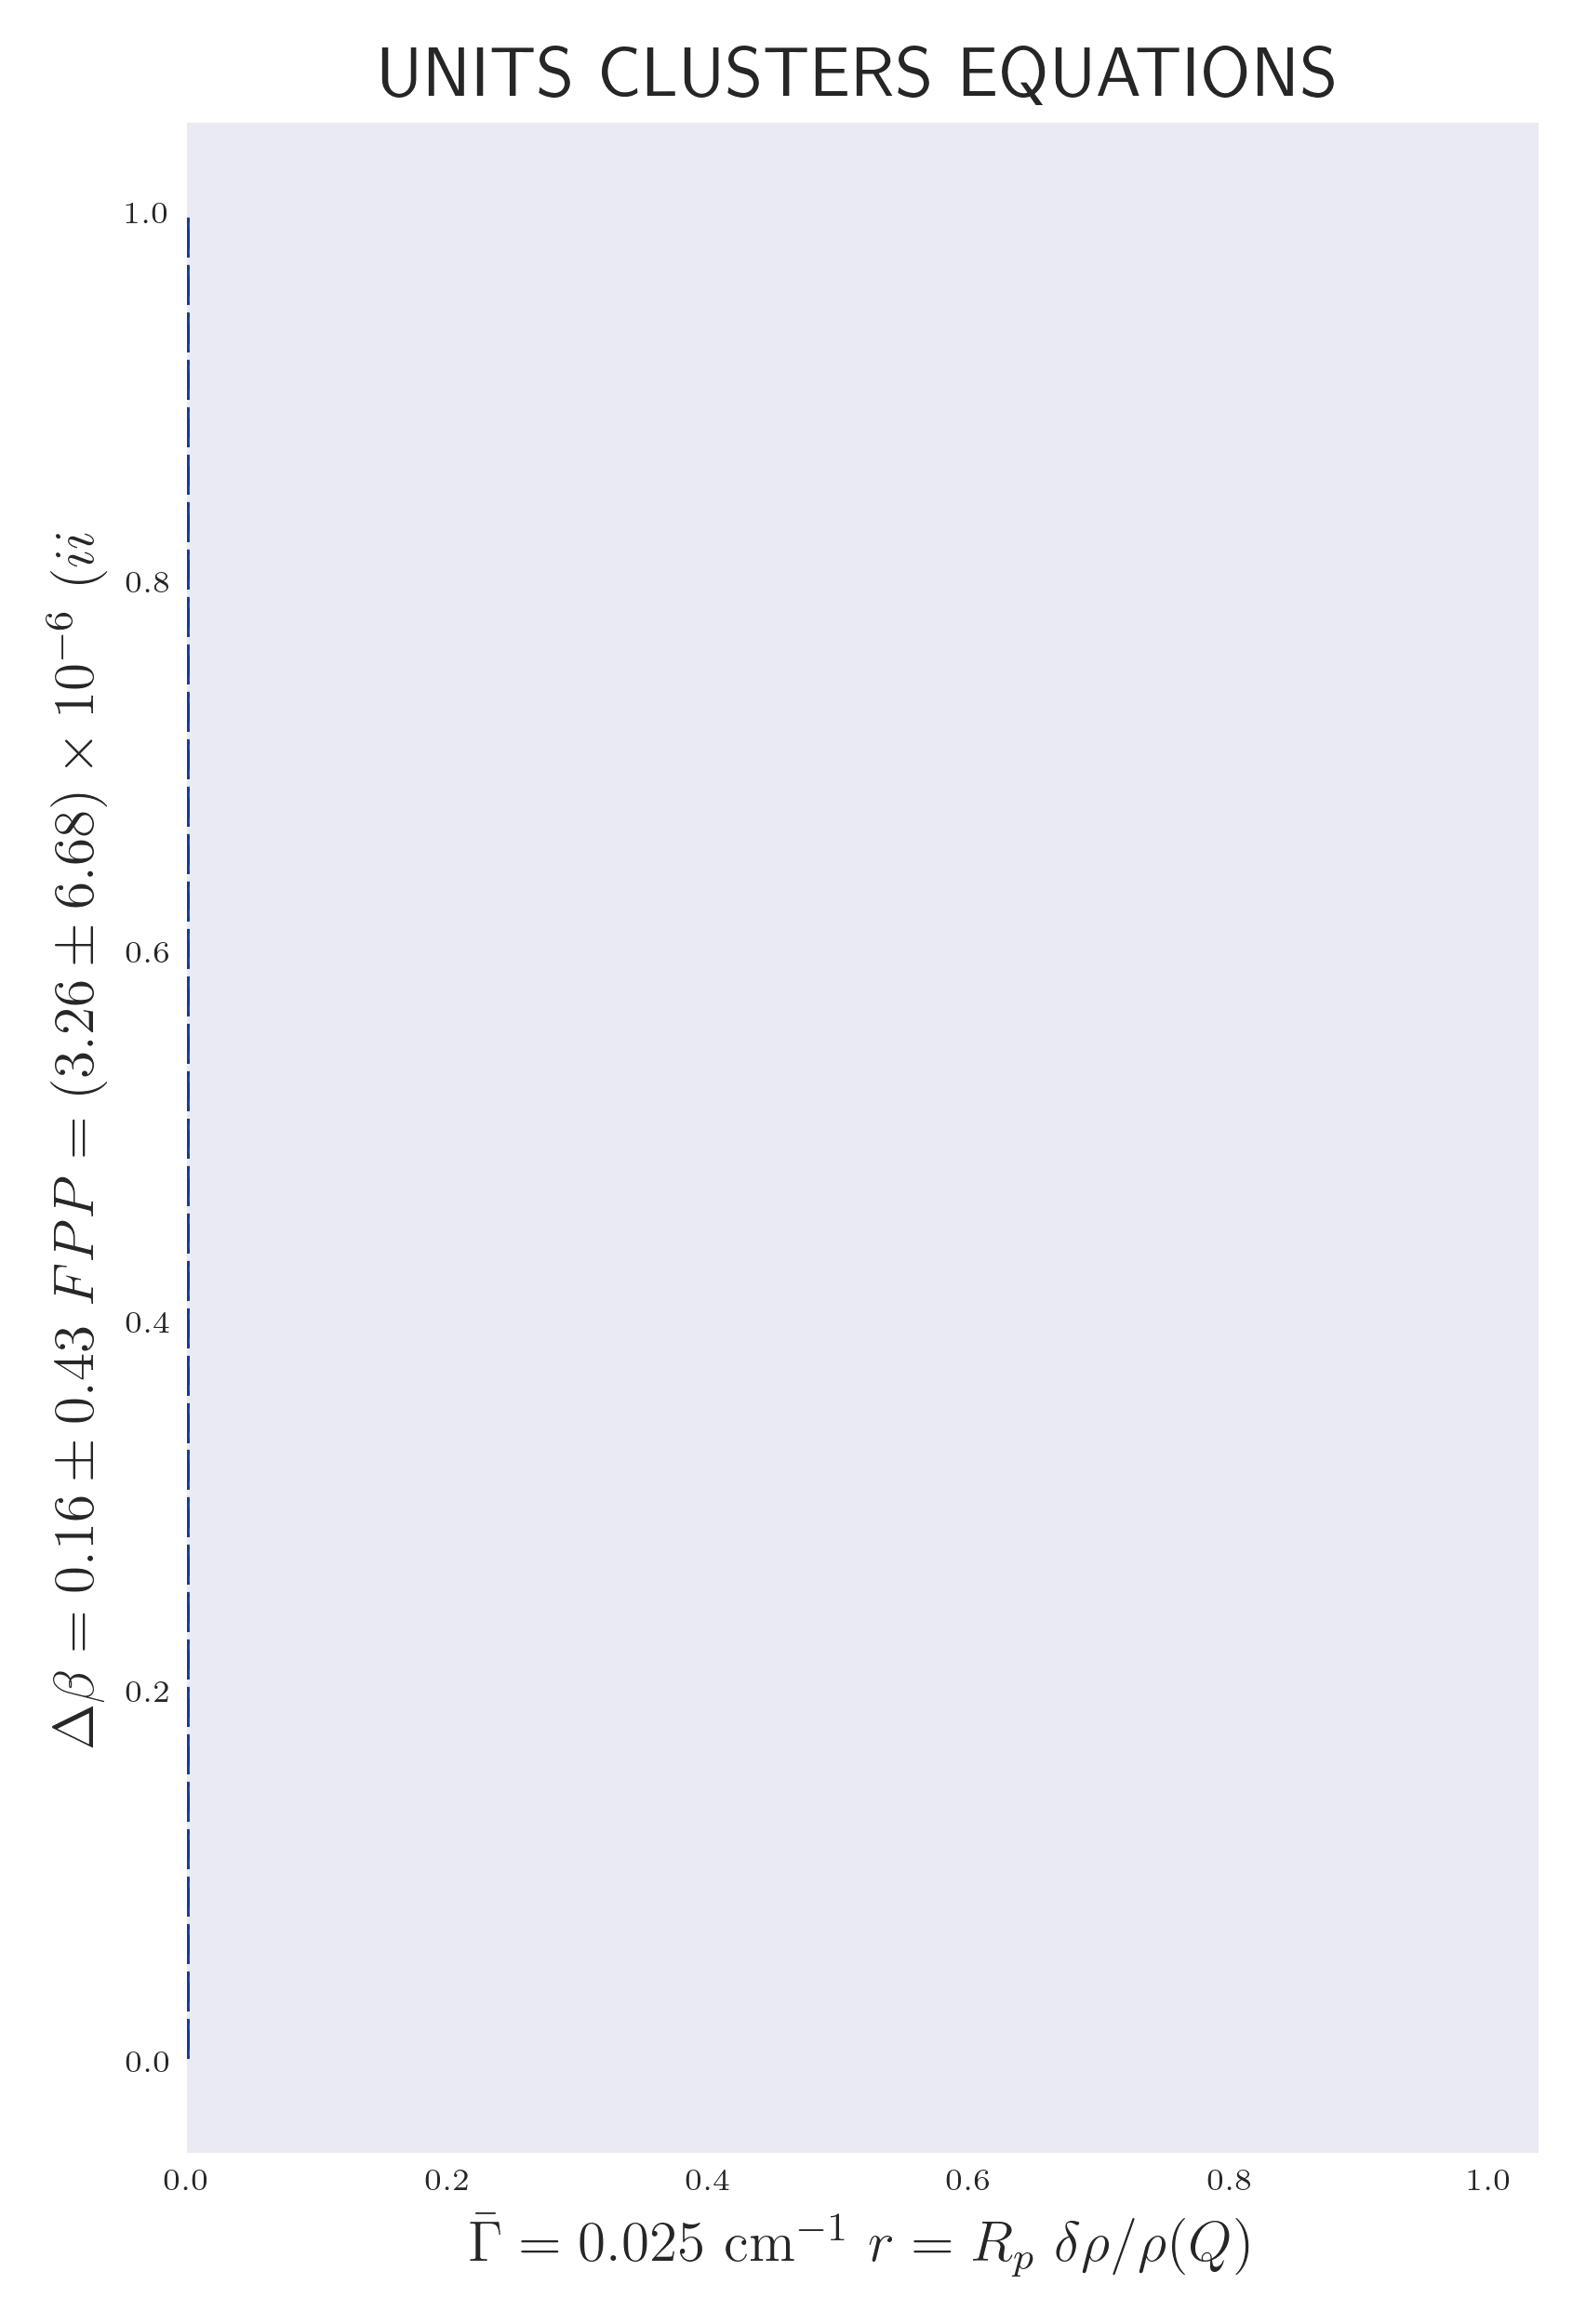 UNITS CLUSTERS EQUATIONS
Δβ = 0.16 ± 0.43 FPP = (3.26 ± 6.68) × 10⁻⁶ (ii
1.0
0.8
0.6
0.4
0.2
0.0
0.0 0.2 0.4 0.6 0.8 1.0
Γ̄ = 0.025 cm⁻¹ r = Rₚ δρ/ρ(Q)